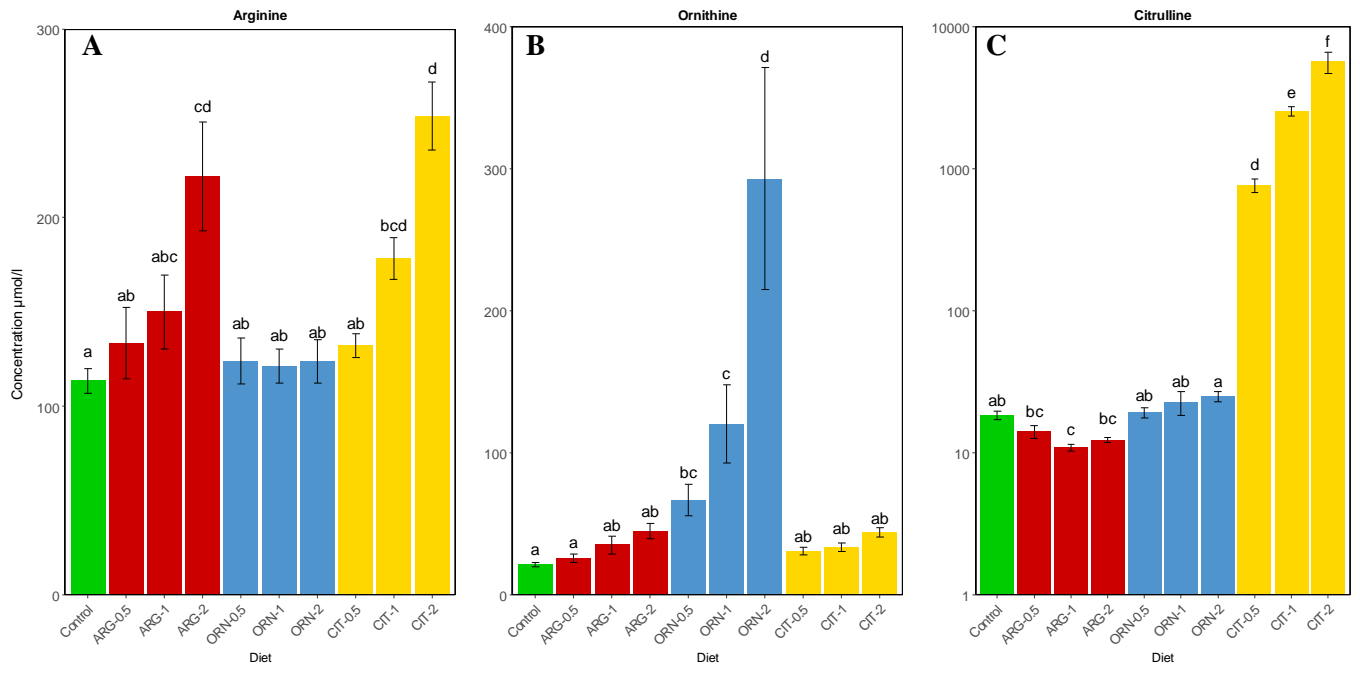 Arginine
A
300
200
100
0
Concentration µmol/l
a
ab
abc
cd
ab
ab
ab
ab
bcd
d
Control
ARG-0.5
ARG-1
ARG-2
ORN-0.5
ORN-1
ORN-2
CIT-0.5
CIT-1
CIT-2
Diet
Ornithine
B
400
300
200
100
0
a
a
ab
ab
bc
c
d
ab
ab
ab
Control
ARG-0.5
ARG-1
ARG-2
ORN-0.5
ORN-1
ORN-2
CIT-0.5
CIT-1
CIT-2
Diet
Citrulline
C
10000
1000
100
10
1
ab
bc
c
bc
ab
ab
a
d
e
f
Control
ARG-0.5
ARG-1
ARG-2
ORN-0.5
ORN-1
ORN-2
CIT-0.5
CIT-1
CIT-2
Diet